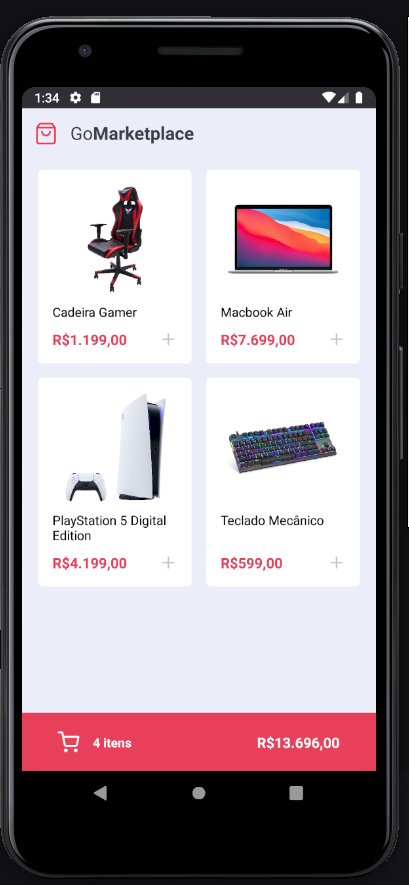 1:34
GoMarketplace
Cadeira Gamer
R$1.199,00
Macbook Air
R$7.699,00
PlayStation 5 Digital
Edition
R$4.199,00
Teclado Mecânico
R$599,00
4 itens
R$13.696,00